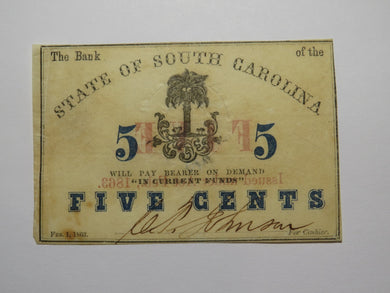 The Bank of the
STATE OF SOUTH CAROLINA
5 5
WILL PAY BEARER ON DEMAND
"IN CURRENT FUNDS"
FIVE CENTS
FEB. 1, 1863. For Cashier.